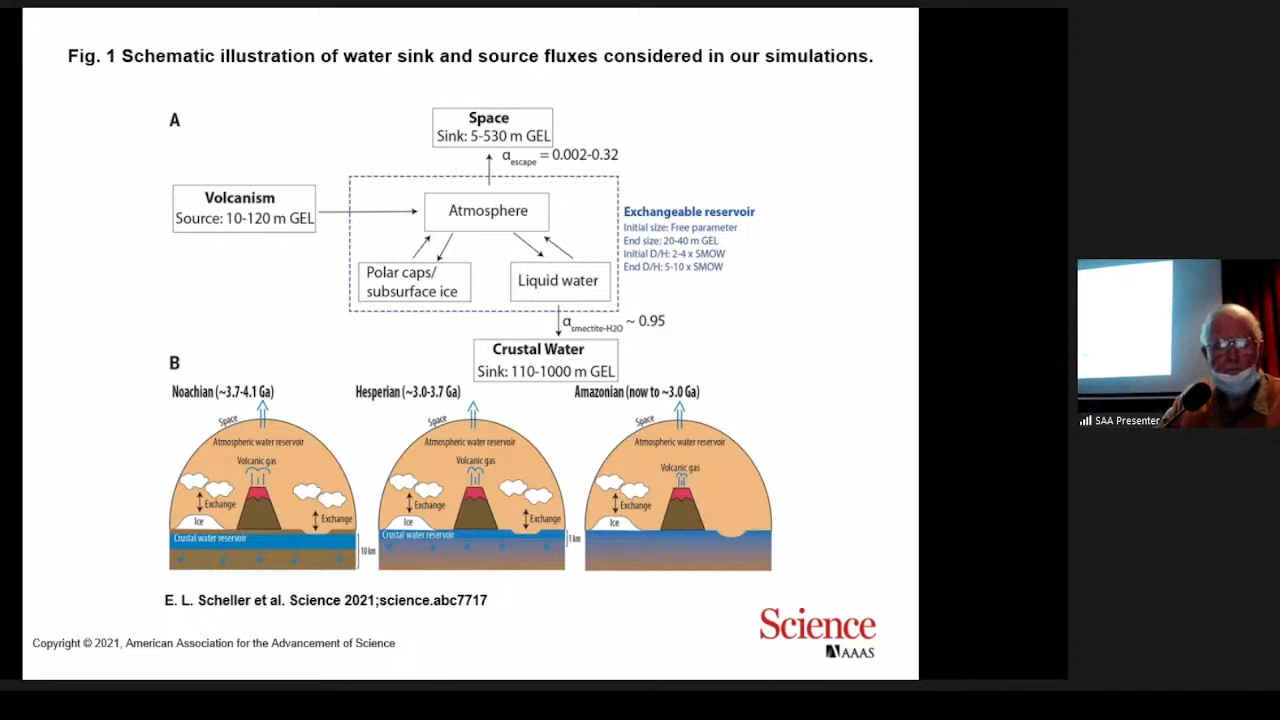 Fig. 1 Schematic illustration of water sink and source fluxes considered in our simulations.
A
Space
Sink: 5-530 m GEL
αescape = 0.002-0.32
Volcanism
Source: 10-120 m GEL
Atmosphere
Exchangeable reservoir
Initial size: Free parameter
End size: 20-40 m GEL
Initial D/H: 2-4 x SMOW
End D/H: 5-10 x SMOW
Polar caps/
subsurface ice
Liquid water
αsmectite-H2O ~ 0.95
Crustal Water
Sink: 110-1000 m GEL
B
Noachian (~3.7-4.1 Ga)
Space
Atmospheric water reservoir
Volcanic gas
Exchange
Ice
Exchange
Crustal water reservoir
10 km
Hesperian (~3.0-3.7 Ga)
Space
Atmospheric water reservoir
Volcanic gas
Exchange
Ice
Exchange
Crustal water reservoir
1 km
Amazonian (now to ~3.0 Ga)
Space
Atmospheric water reservoir
Volcanic gas
Exchange
Ice
E. L. Scheller et al. Science 2021;science.abc7717
Copyright © 2021, American Association for the Advancement of Science
Science
AAAS
SAA Presenter